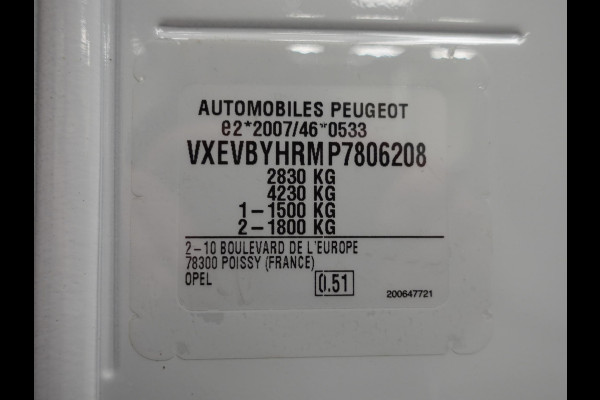 AUTOMOBILES PEUGEOT
e2*2007/46*0533
VXEVBYHRMP7806208
2830 KG
4230 KG
1-1500 KG
2-1800 KG
2-10 BOULEVARD DE L'EUROPE
78300 POISSY (FRANCE)
OPEL 0.51 200647721